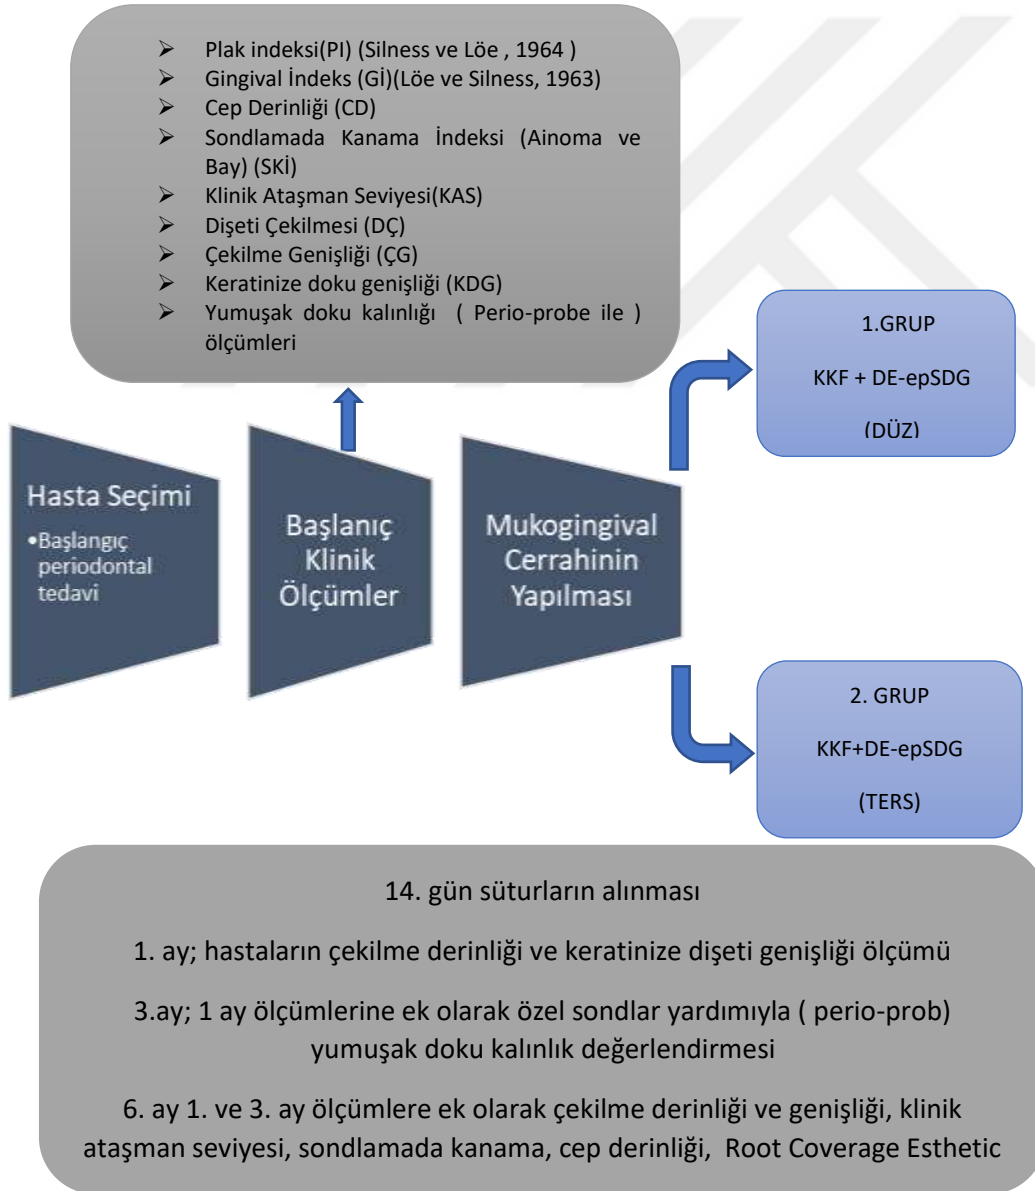 ➢ Plak indeksi(PI) (Silness ve Löe , 1964 )
➢ Gingival İndeks (Gİ)(Löe ve Silness, 1963)
➢ Cep Derinliği (CD)
➢ Sondlamada Kanama İndeksi (Ainoma ve
Bay) (SKİ)
➢ Klinik Ataşman Seviyesi(KAS)
➢ Dişeti Çekilmesi (DÇ)
➢ Çekilme Genişliği (ÇG)
➢ Keratinize doku genişliği (KDG)
➢ Yumuşak doku kalınlığı ( Perio-probe ile )
ölçümleri
Hasta Seçimi
•Başlangıç
periodontal
tedavi
Başlanıç
Klinik
Ölçümler
Mukogingival
Cerrahinin
Yapılması
1.GRUP
KKF + DE-epSDG
(DÜZ)
2. GRUP
KKF+DE-epSDG
(TERS)
14. gün süturların alınması
1. ay; hastaların çekilme derinliği ve keratinize dişeti genişliği ölçümü
3.ay; 1 ay ölçümlerine ek olarak özel sondlar yardımıyla ( perio-prob)
yumuşak doku kalınlık değerlendirmesi
6. ay 1. ve 3. ay ölçümlere ek olarak çekilme derinliği ve genişliği, klinik
ataşman seviyesi, sondlamada kanama, cep derinliği, Root Coverage Esthetic